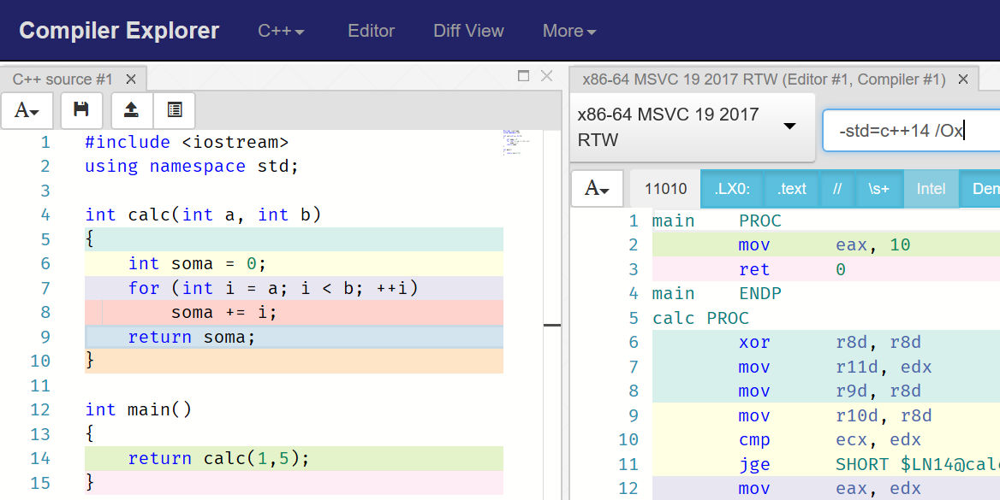 Compiler Explorer C++ Editor Diff View More
C++ source #1
A
1 #include <iostream>
2 using namespace std;
3
4 int calc(int a, int b)
5 {
6 int soma = 0;
7 for (int i = a; i < b; ++i)
8 soma += i;
9 return soma;
10 }
11
12 int main()
13 {
14 return calc(1,5);
15 }
x86-64 MSVC 19 2017 RTW (Editor #1, Compiler #1)
x86-64 MSVC 19 2017
RTW
-std=c++14 /Ox
A 11010 .LX0: .text // \s+ Intel Dem
1 main PROC
2 mov eax, 10
3 ret 0
4 main ENDP
5 calc PROC
6 xor r8d, r8d
7 mov r11d, edx
8 mov r9d, r8d
9 mov r10d, r8d
10 cmp ecx, edx
11 jge SHORT $LN14@calc
12 mov eax, edx